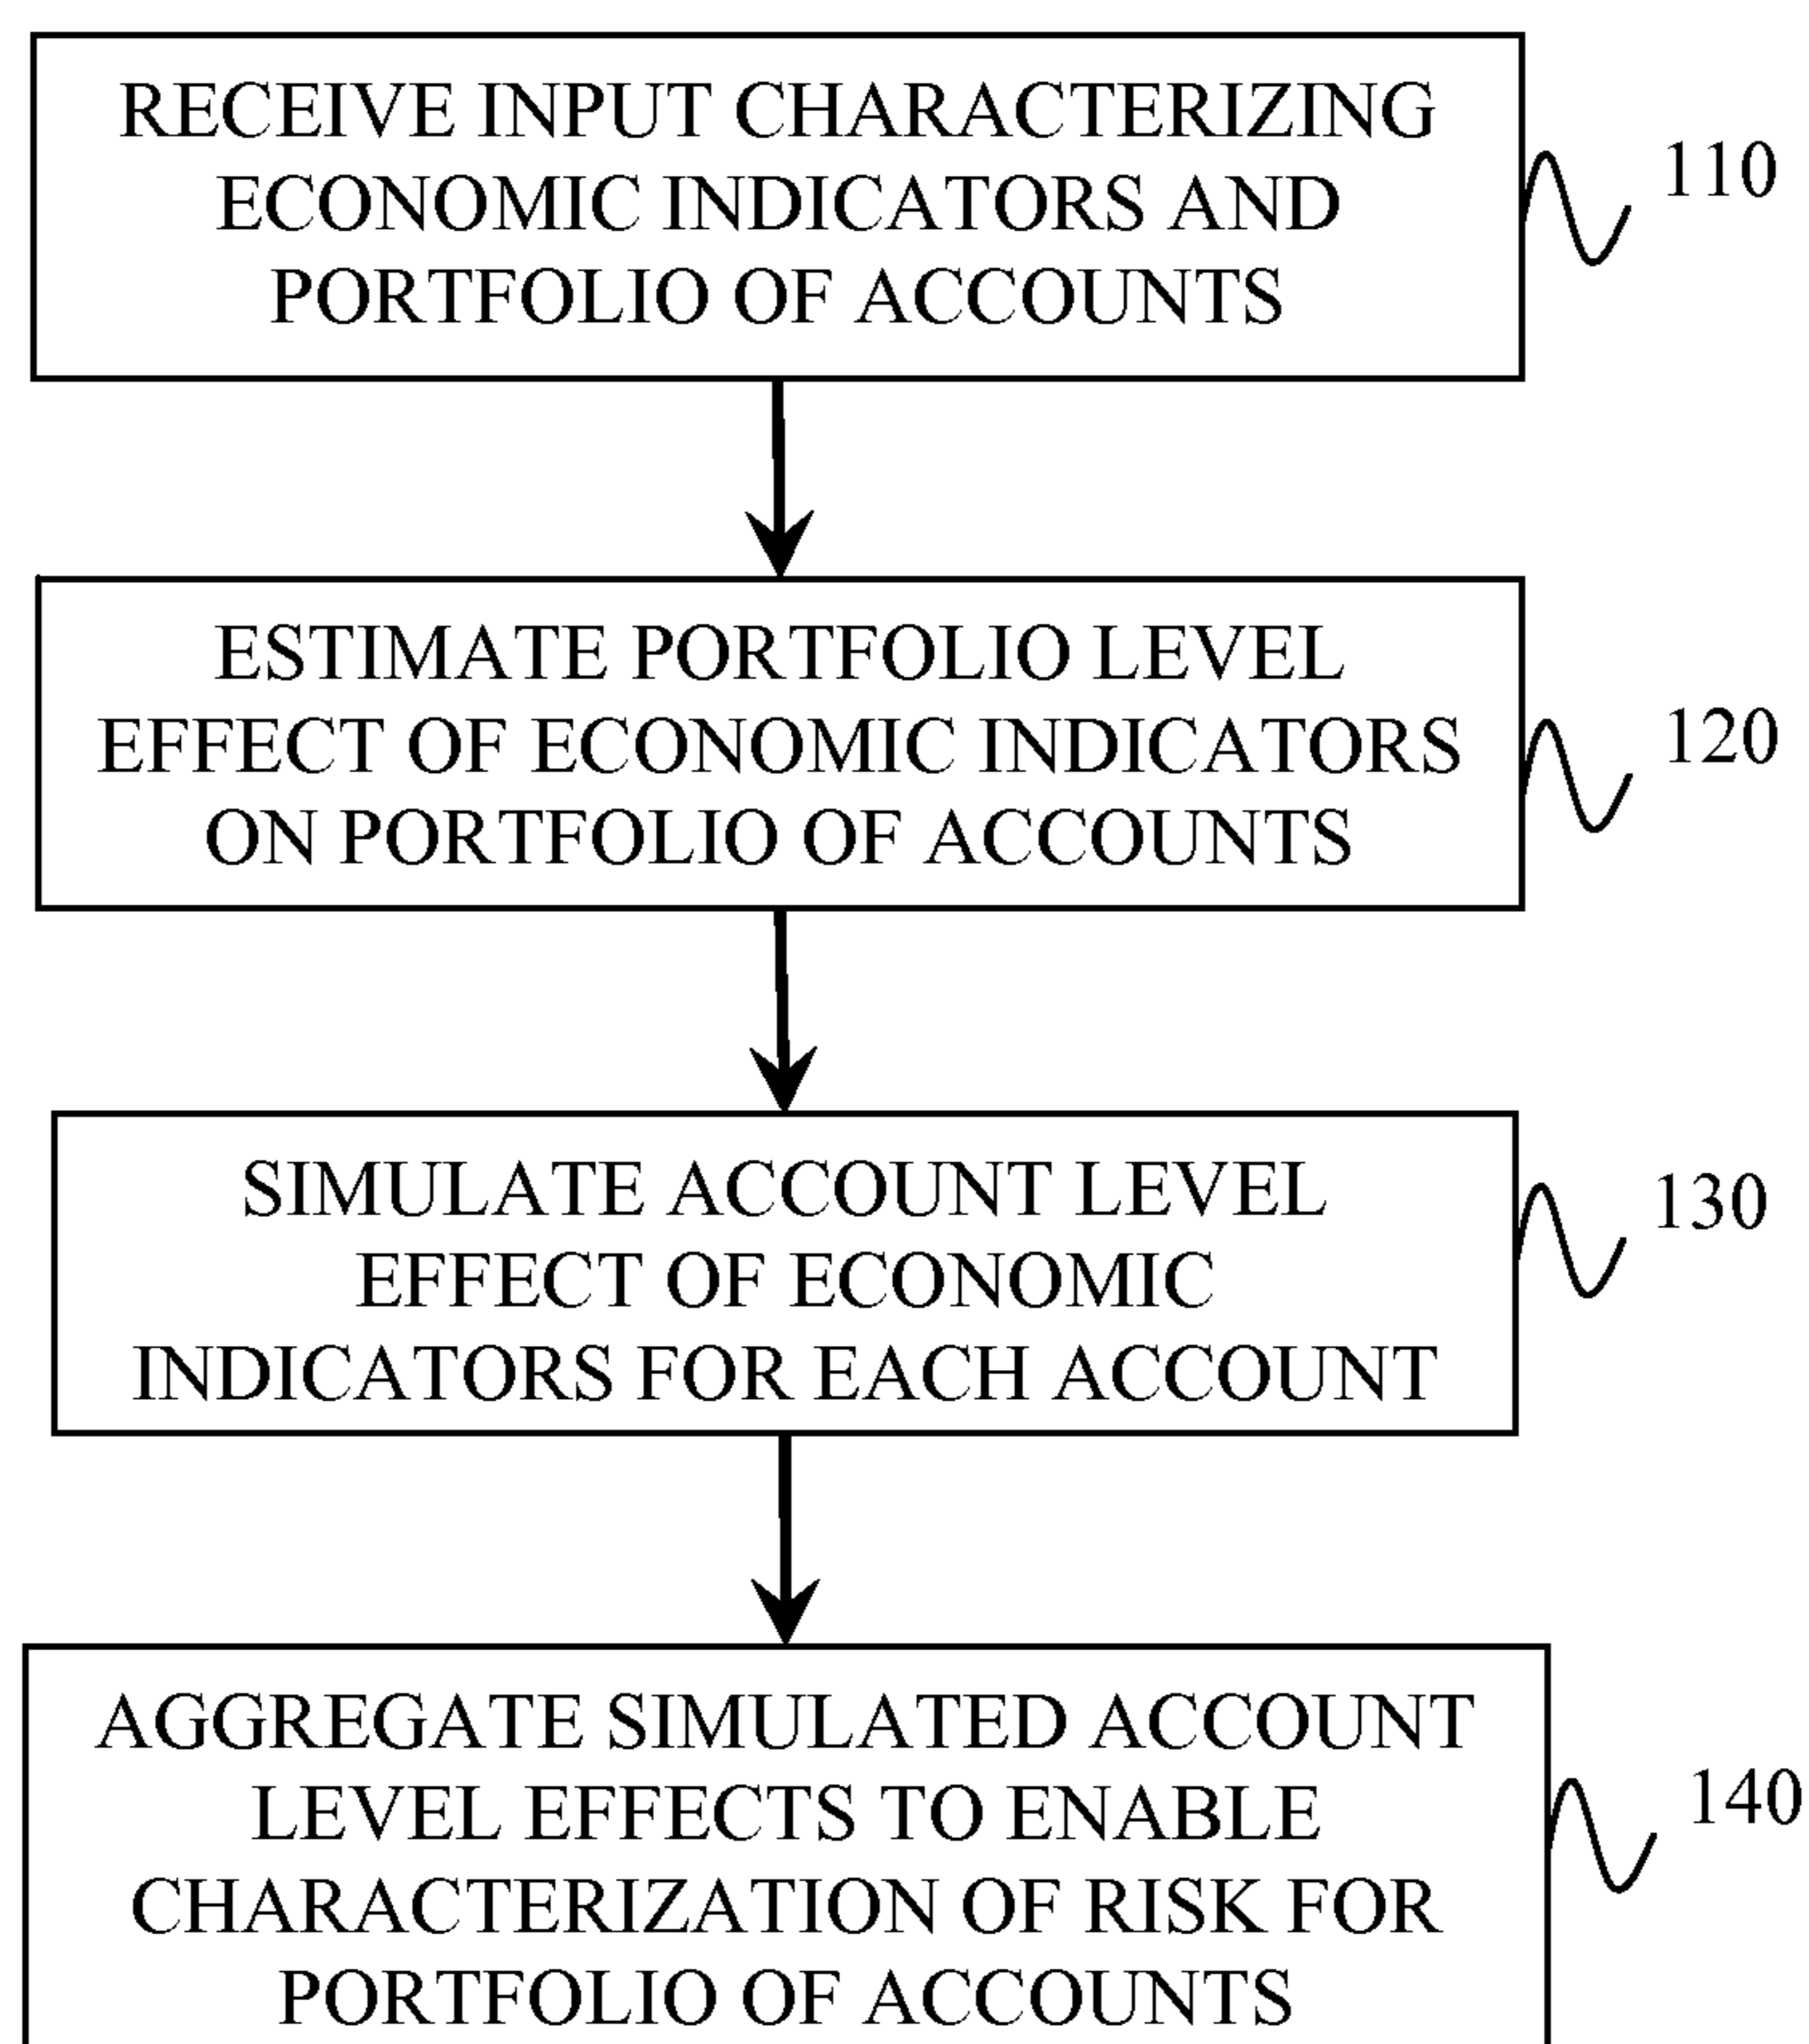 RECEIVE INPUT CHARACTERIZING
ECONOMIC INDICATORS AND
PORTFOLIO OF ACCOUNTS
110
ESTIMATE PORTFOLIO LEVEL
EFFECT OF ECONOMIC INDICATORS
ON PORTFOLIO OF ACCOUNTS
120
SIMULATE ACCOUNT LEVEL
EFFECT OF ECONOMIC
INDICATORS FOR EACH ACCOUNT
130
AGGREGATE SIMULATED ACCOUNT
LEVEL EFFECTS TO ENABLE
CHARACTERIZATION OF RISK FOR
PORTFOLIO OF ACCOUNTS
140